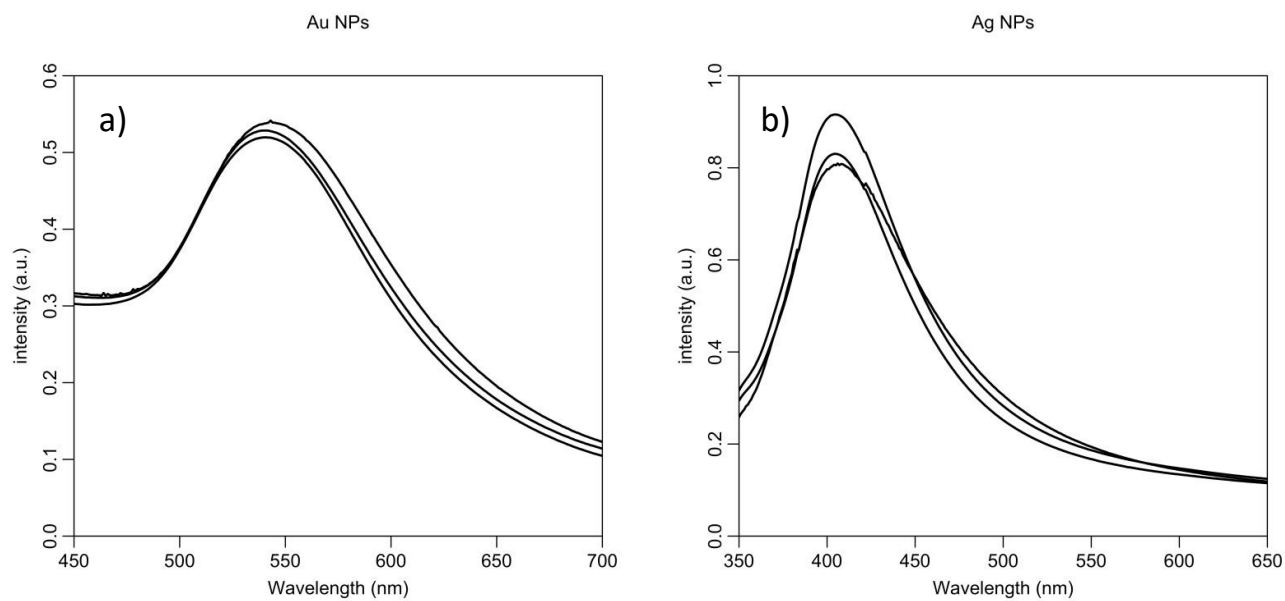 Au NPs
a)
0.6
0.5
0.4
0.3
0.2
0.1
0.0
intensity (a.u.)
450 500 550 600 650 700
Wavelength (nm)
Ag NPs
b)
1.0
0.8
0.6
0.4
0.2
0.0
intensity (a.u.)
350 400 450 500 550 600 650
Wavelength (nm)